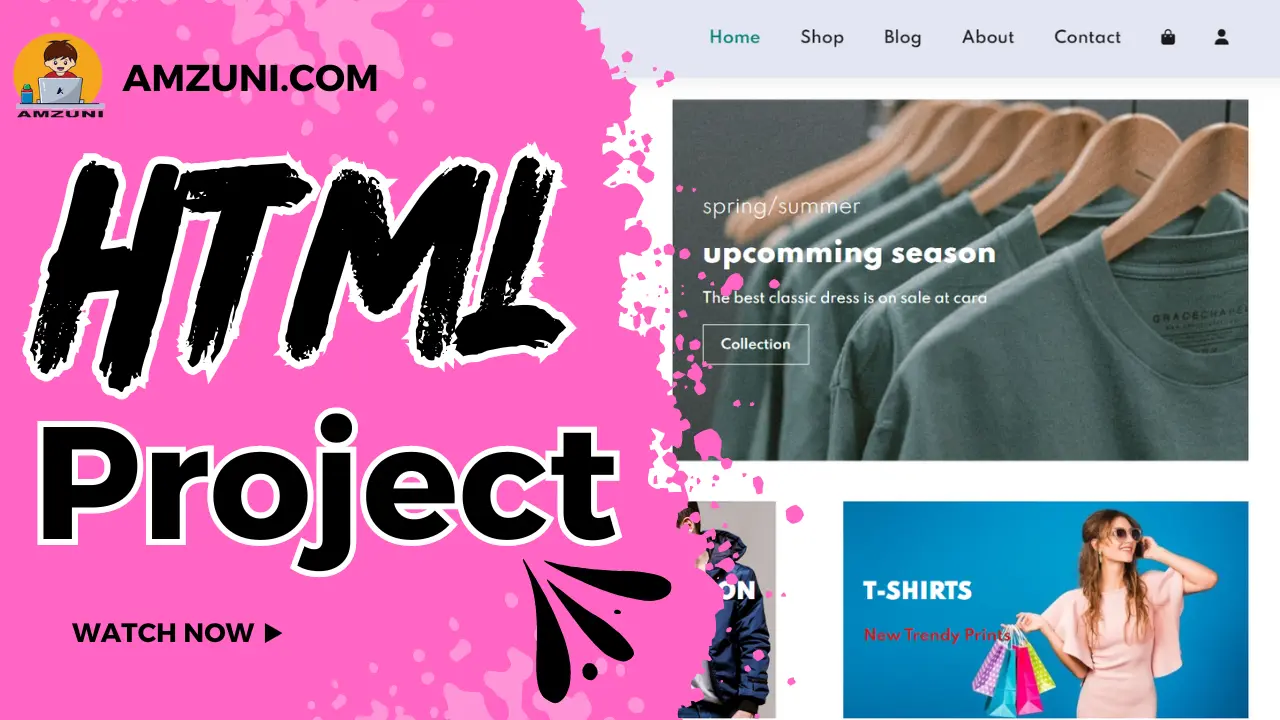 AMZUNI
AMZUNI.COM
HTML
Project
WATCH NOW
Home Shop Blog About Contact
spring/summer
upcomming season
The best classic dress is on sale at cara
Collection
ON
T-SHIRTS
New Trendy Prints